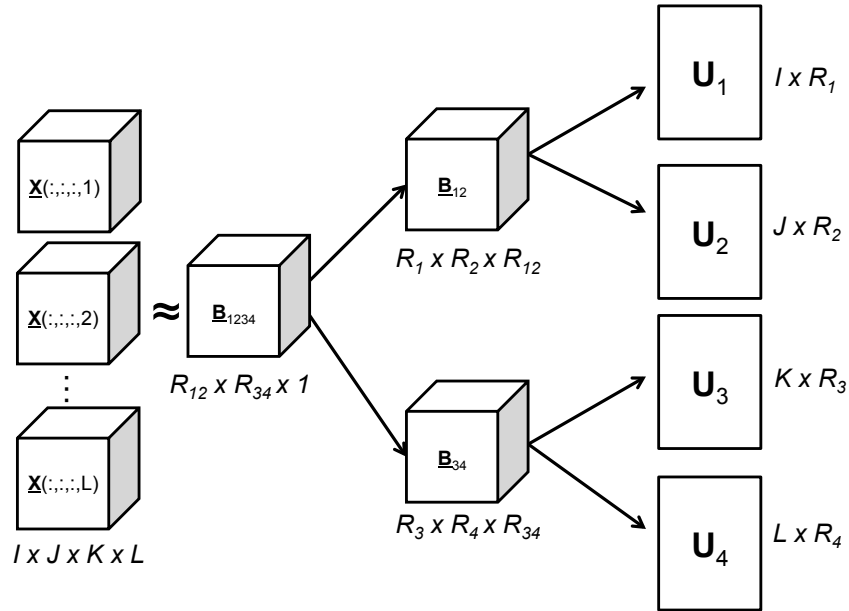 X(:,:,:,1)
X(:,:,:,2)
⋮
X(:,:,:,L)
I x J x K x L
≈
B1234
R12 x R34 x 1
B12
R1 x R2 x R12
B34
R3 x R4 x R34
U1
I x R1
U2
J x R2
U3
K x R3
U4
L x R4